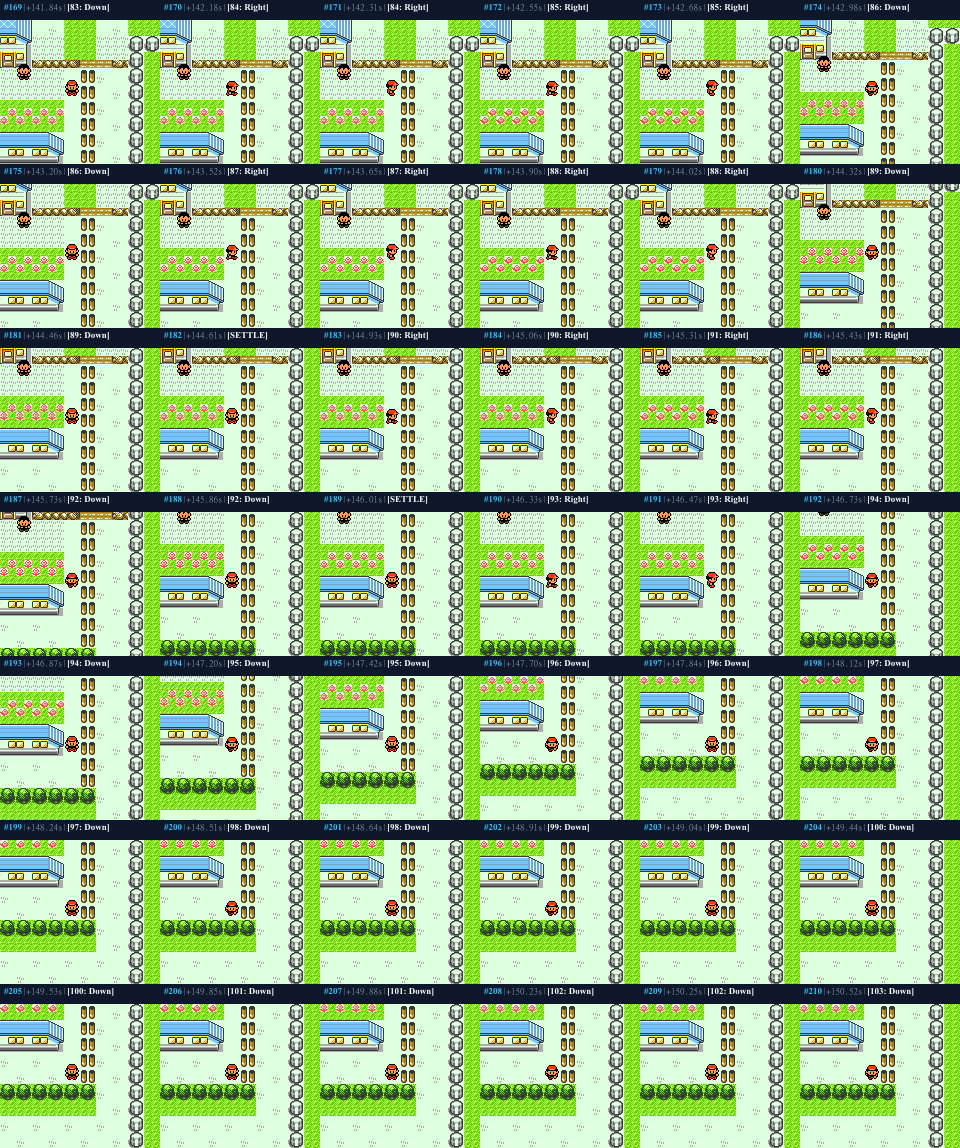 #169|+141.84s|[83: Down] #170|+142.18s|[84: Right] #171|+142.31s|[84: Right] #172|+142.55s|[85: Right] #173|+142.68s|[85: Right] #174|+142.98s|[86: Down]
#175|+143.20s|[86: Down] #176|+143.52s|[87: Right] #177|+143.65s|[87: Right] #178|+143.90s|[88: Right] #179|+144.02s|[88: Right] #180|+144.32s|[89: Down]
#181|+144.46s|[89: Down] #182|+144.61s|[SETTLE] #183|+144.93s|[90: Right] #184|+145.06s|[90: Right] #185|+145.31s|[91: Right] #186|+145.43s|[91: Right]
#187|+145.73s|[92: Down] #188|+145.86s|[92: Down] #189|+146.01s|[SETTLE] #190|+146.33s|[93: Right] #191|+146.47s|[93: Right] #192|+146.73s|[94: Down]
#193|+146.87s|[94: Down] #194|+147.20s|[95: Down] #195|+147.42s|[95: Down] #196|+147.70s|[96: Down] #197|+147.84s|[96: Down] #198|+148.12s|[97: Down]
#199|+148.24s|[97: Down] #200|+148.51s|[98: Down] #201|+148.64s|[98: Down] #202|+148.91s|[99: Down] #203|+149.04s|[99: Down] #204|+149.44s|[100: Down]
#205|+149.53s|[100: Down] #206|+149.85s|[101: Down] #207|+149.88s|[101: Down] #208|+150.23s|[102: Down] #209|+150.25s|[102: Down] #210|+150.52s|[103: Down]